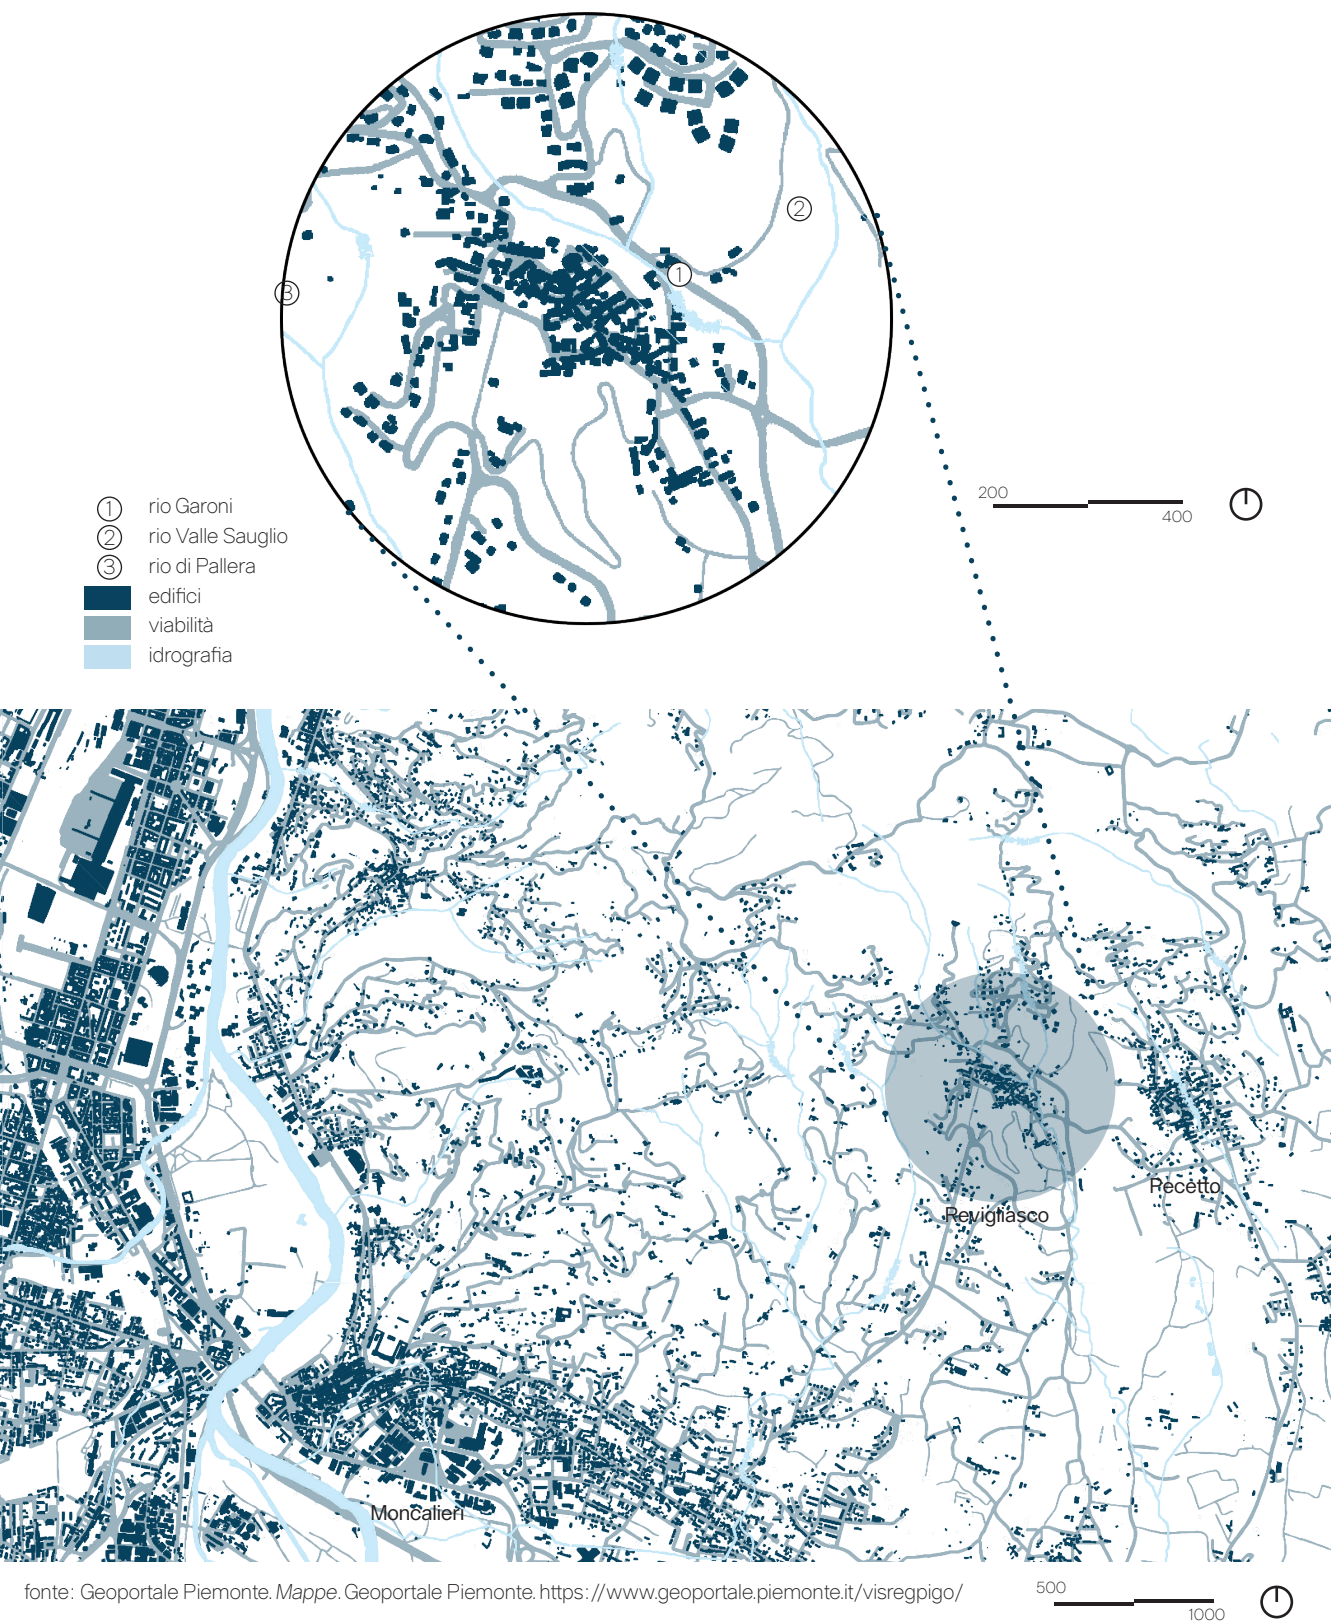 2
1
3
200
400
1 rio Garoni
2 rio Valle Sauglio
3 rio di Pallera
edifici
viabilità
idrografia
Pecetto
Revigliasco
Moncalieri
fonte: Geoportale Piemonte. Mappe. Geoportale Piemonte. https://www.geoportale.piemonte.it/visregpigo/
500
1000